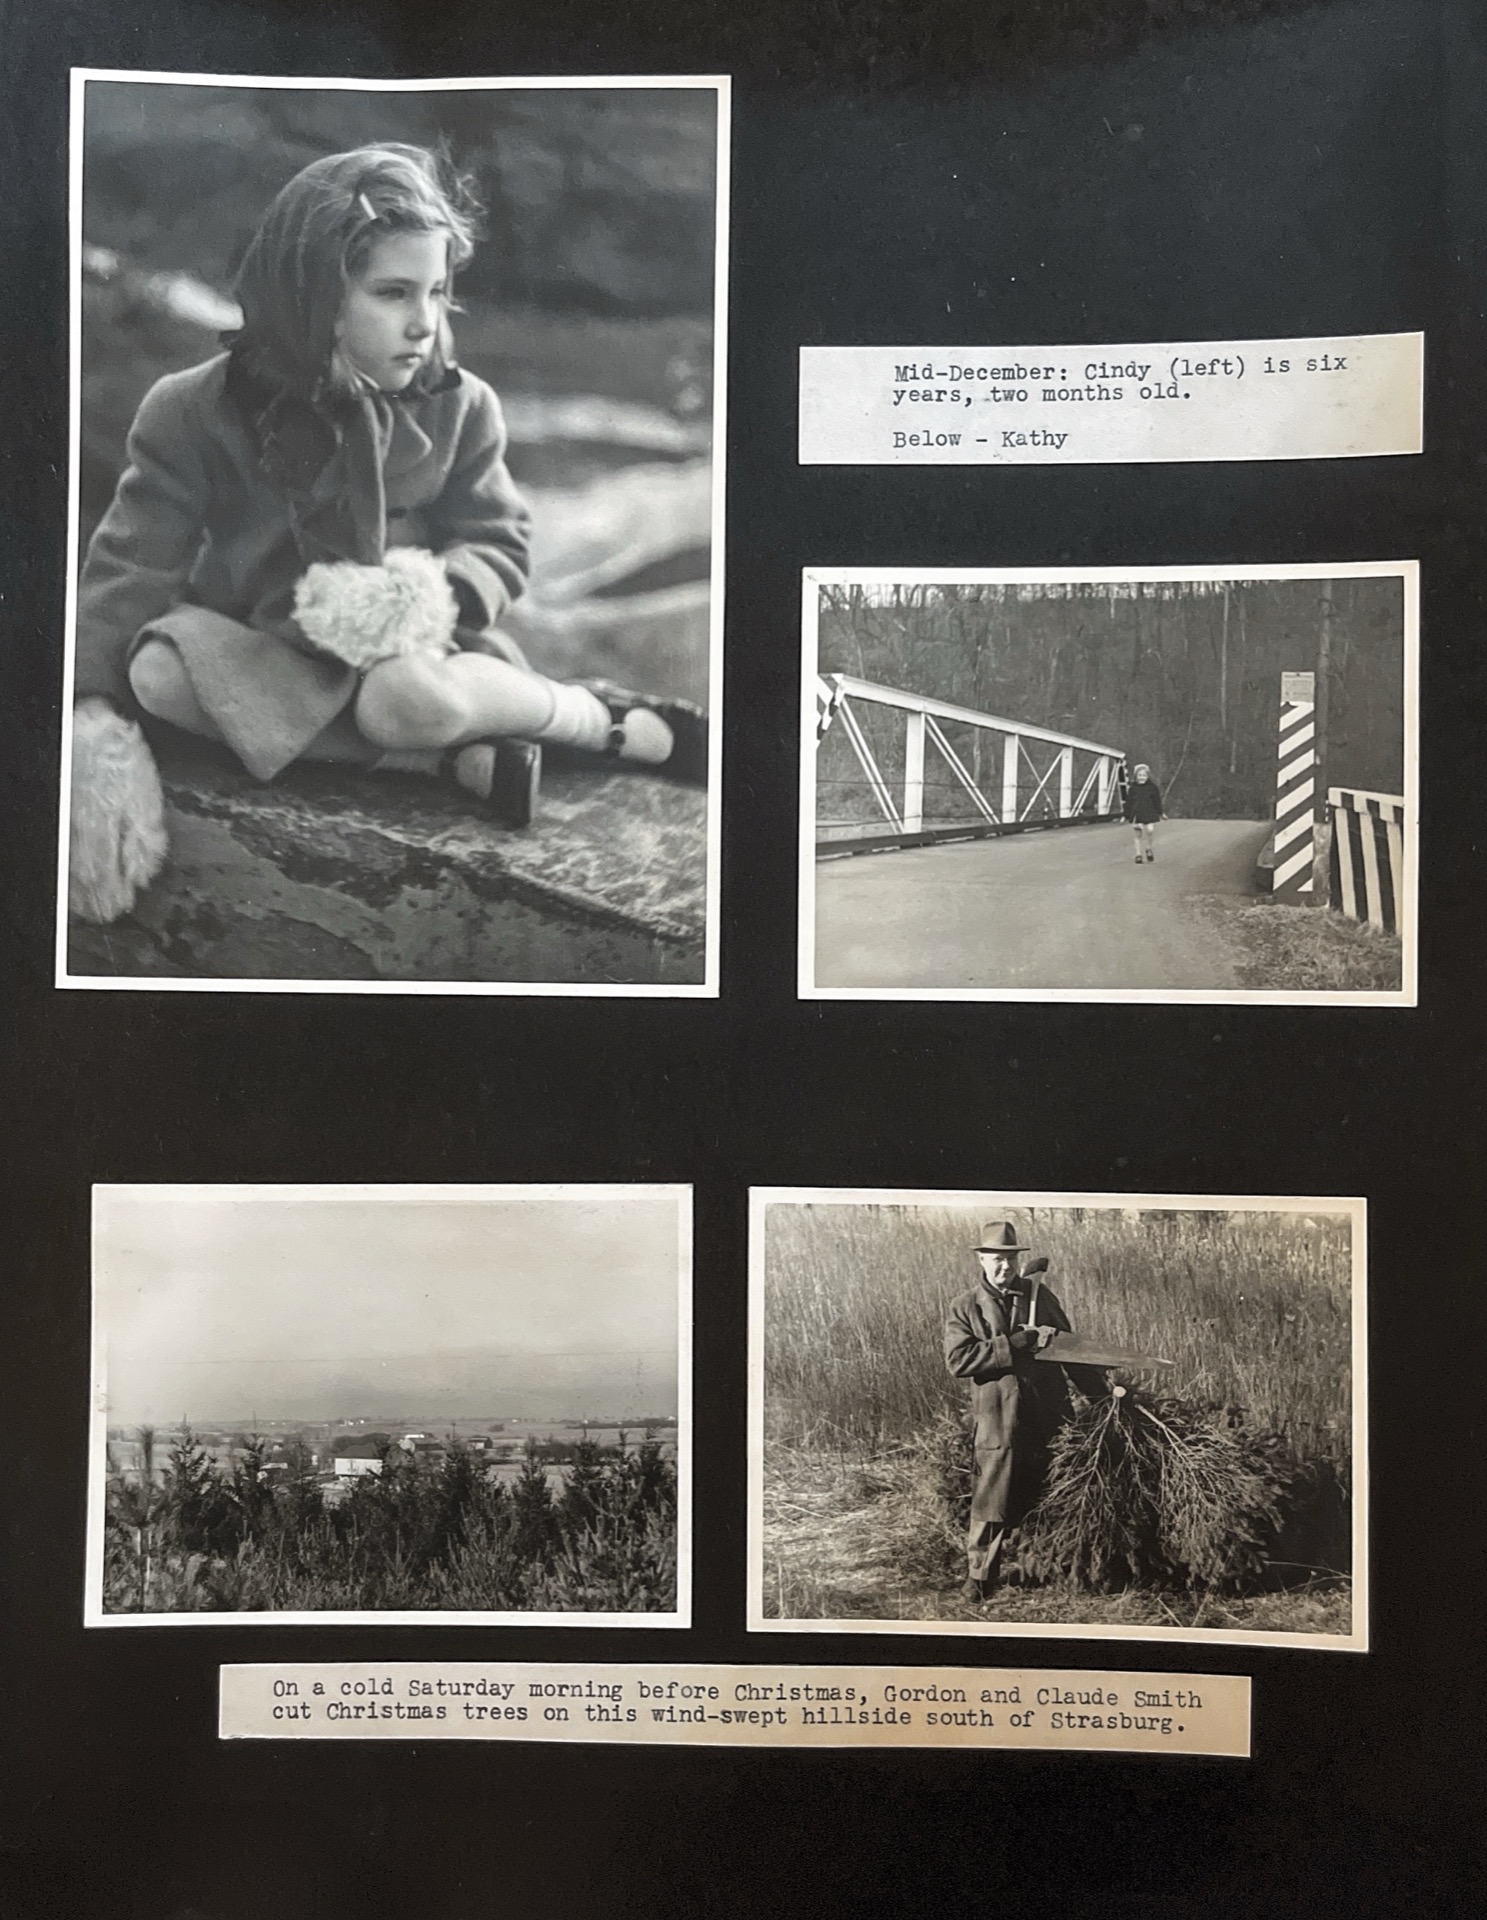 Mid-December: Cindy (left) is six
years, two months old.
Below - Kathy
On a cold Saturday morning before Christmas, Gordon and Claude Smith
cut Christmas trees on this wind-swept hillside south of Strasburg.